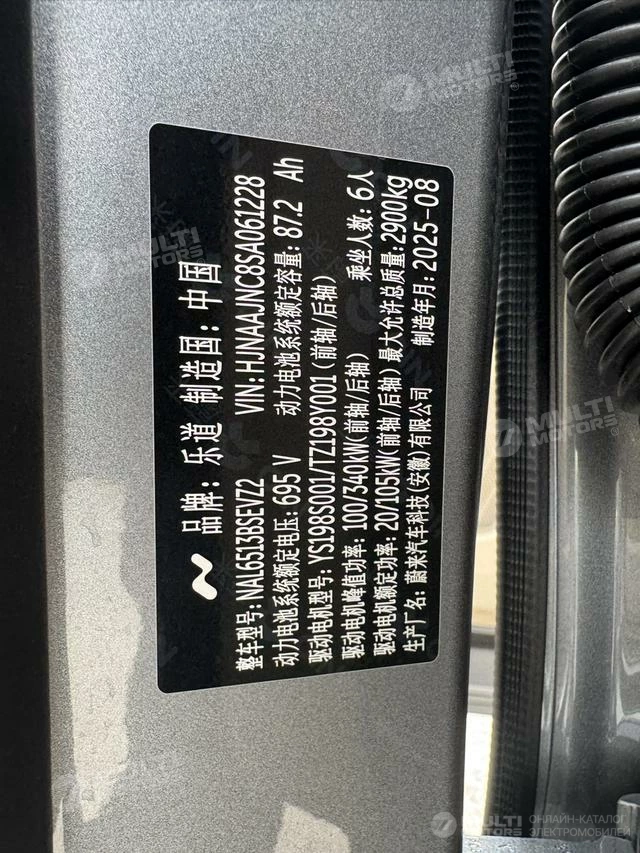 品牌: 乐道 制造国: 中国
整车型号: NAL6513BSEVZ2 VIN: HJNAAJNC8SA061228
动力电池系统额定电压: 695 V 动力电池系统额定容量: 87.2 Ah
驱动电机型号: YS198S001/TZ198Y001 (前轴/后轴)
驱动电机峰值功率: 100/340kW(前轴/后轴) 乘坐人数: 6人
驱动电机额定功率: 20/105kW(前轴/后轴) 最大允许总质量: 2900kg
生产厂名: 蔚来汽车科技(安徽)有限公司 制造年月: 2025-08
MULTI MOTORS
MULTI MOTORS
MULTI MOTORS
MULTI MOTORS
ОНЛАЙН-КАТАЛОГ
ЭЛЕКТРОМОБИЛЕЙ